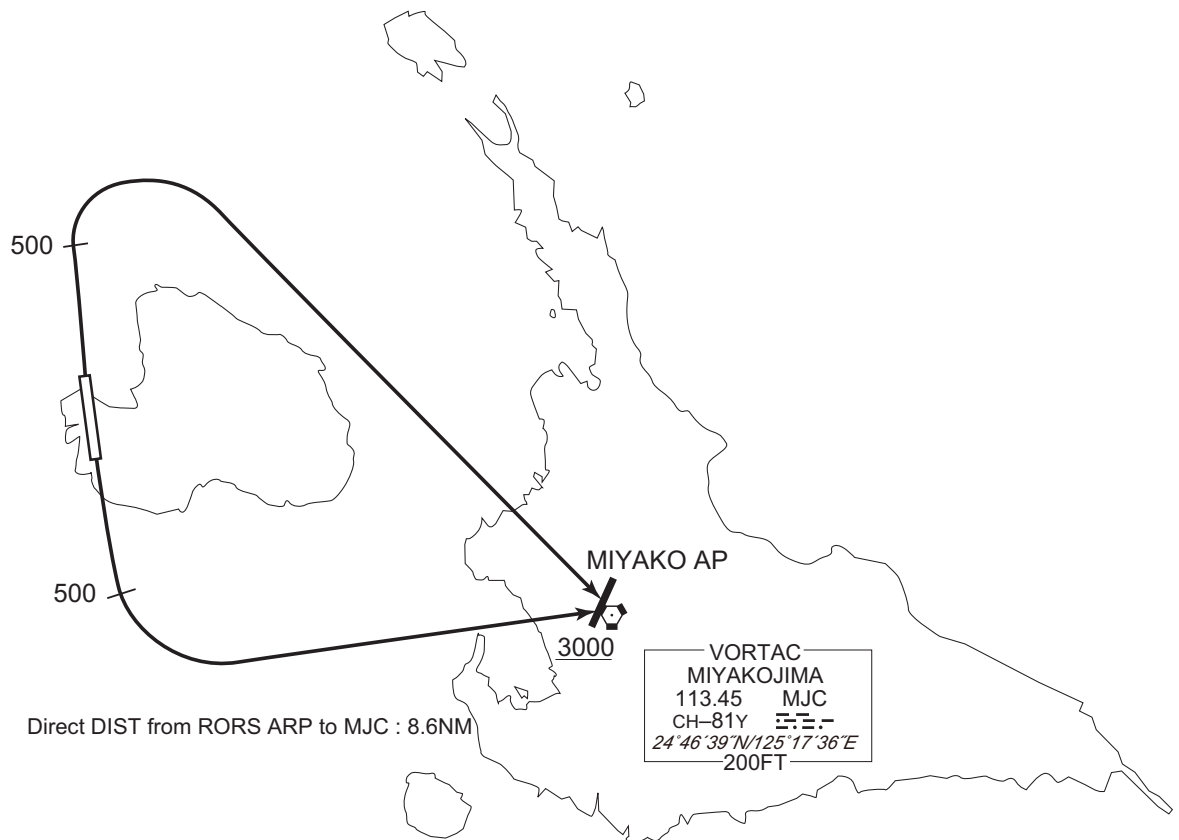 500
500
MIYAKO AP
3000
VORTAC
MIYAKOJIMA
113.45 MJC
CH–81Y
24°46´39˝N/125°17´36˝E
200FT
Direct DIST from RORS ARP to MJC : 8.6NM